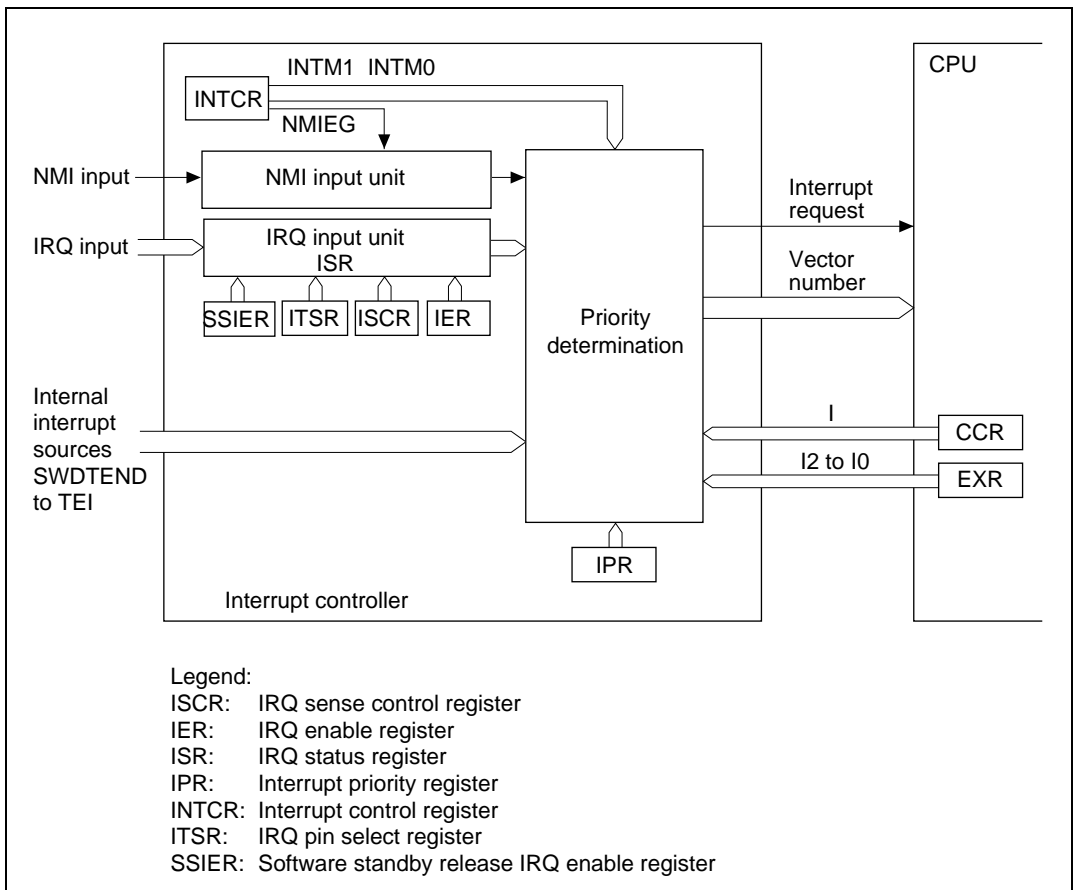 INTM1 INTM0
CPU
INTCR
NMIEG
NMI input
NMI input unit
Interrupt
request
IRQ input
IRQ input unit
ISR
Vector
number
SSIER
ITSR
ISCR
IER
Priority
determination
Internal
interrupt
sources
SWDTEND
to TEI
I
CCR
I2 to I0
EXR
IPR
Interrupt controller
Legend:
ISCR: IRQ sense control register
IER: IRQ enable register
ISR: IRQ status register
IPR: Interrupt priority register
INTCR: Interrupt control register
ITSR: IRQ pin select register
SSIER: Software standby release IRQ enable register